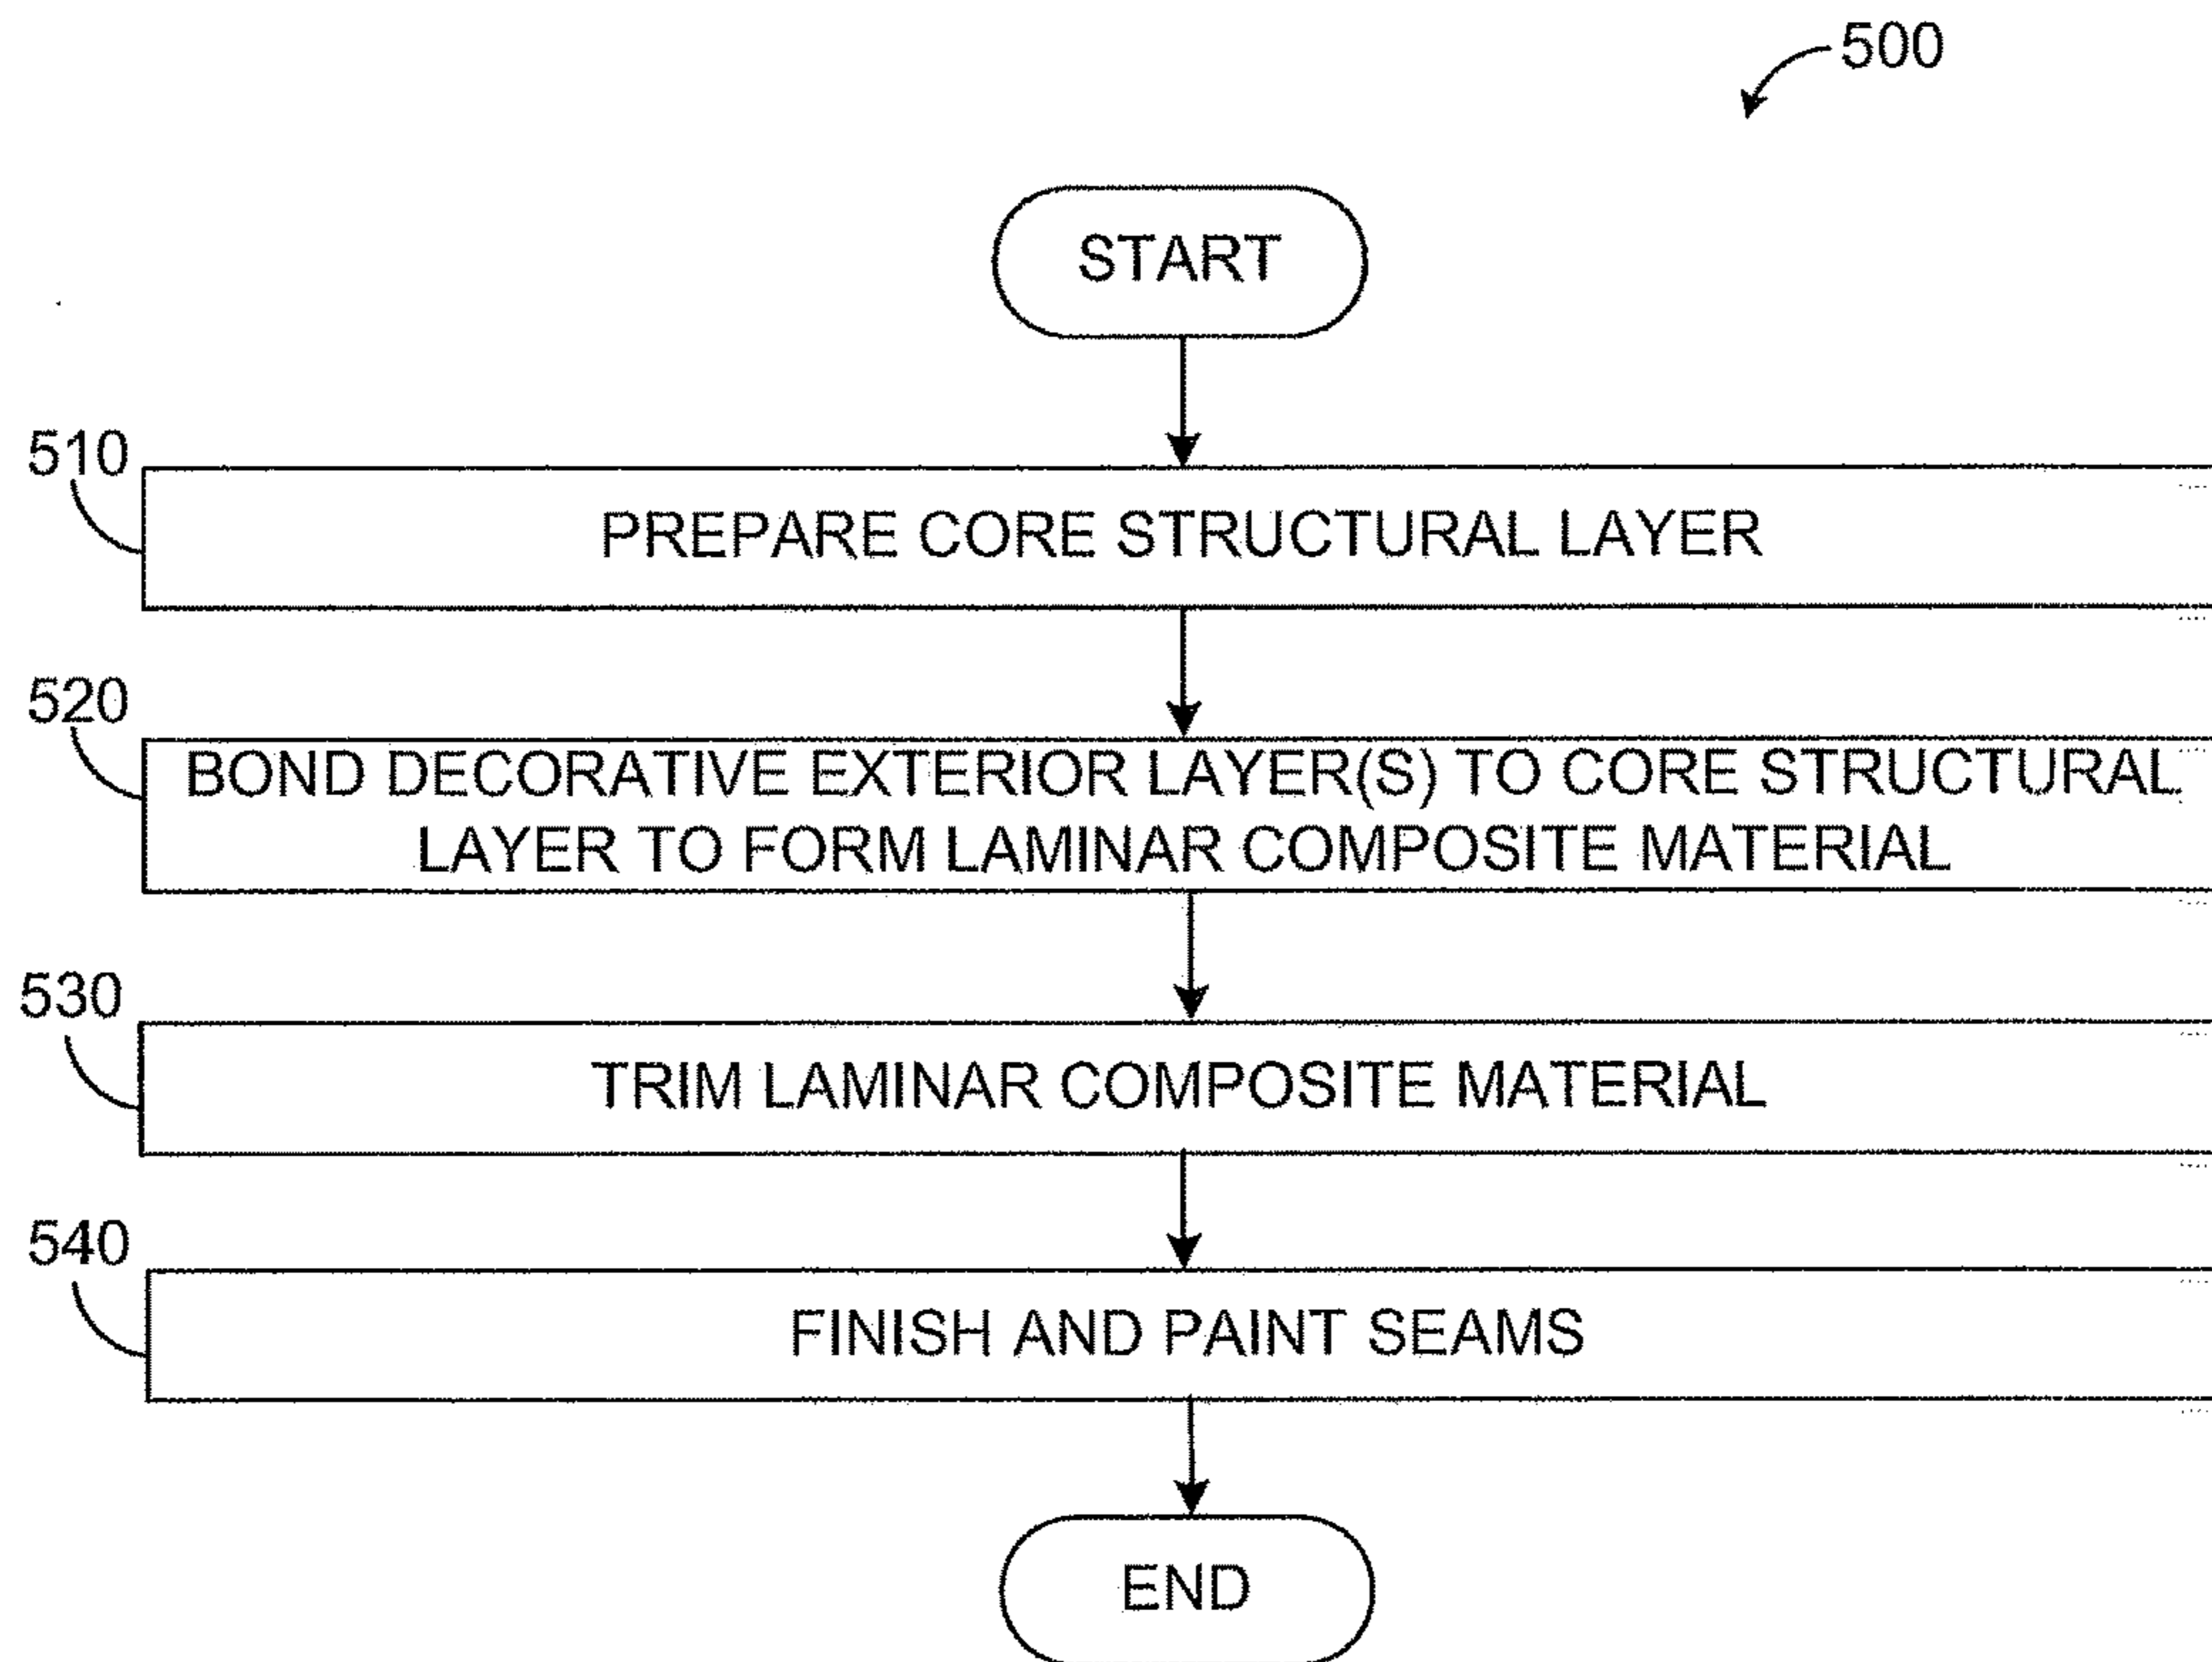 500
START
510
PREPARE CORE STRUCTURAL LAYER
520
BOND DECORATIVE EXTERIOR LAYER(S) TO CORE STRUCTURAL
LAYER TO FORM LAMINAR COMPOSITE MATERIAL
530
TRIM LAMINAR COMPOSITE MATERIAL
540
FINISH AND PAINT SEAMS
END